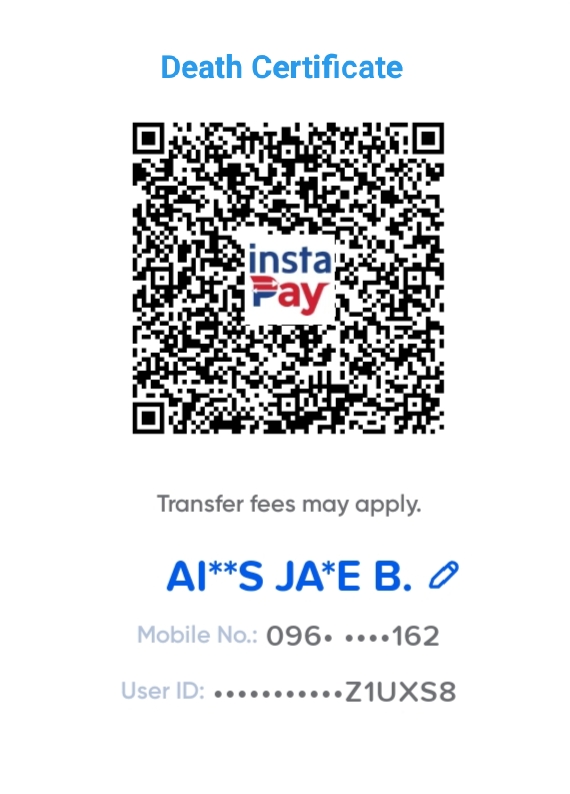 Death Certificate
insta
Pay
Transfer fees may apply.
AI**S JA*E B.
Mobile No.: 096• ••••162
User ID: •••••••••••Z1UXS8